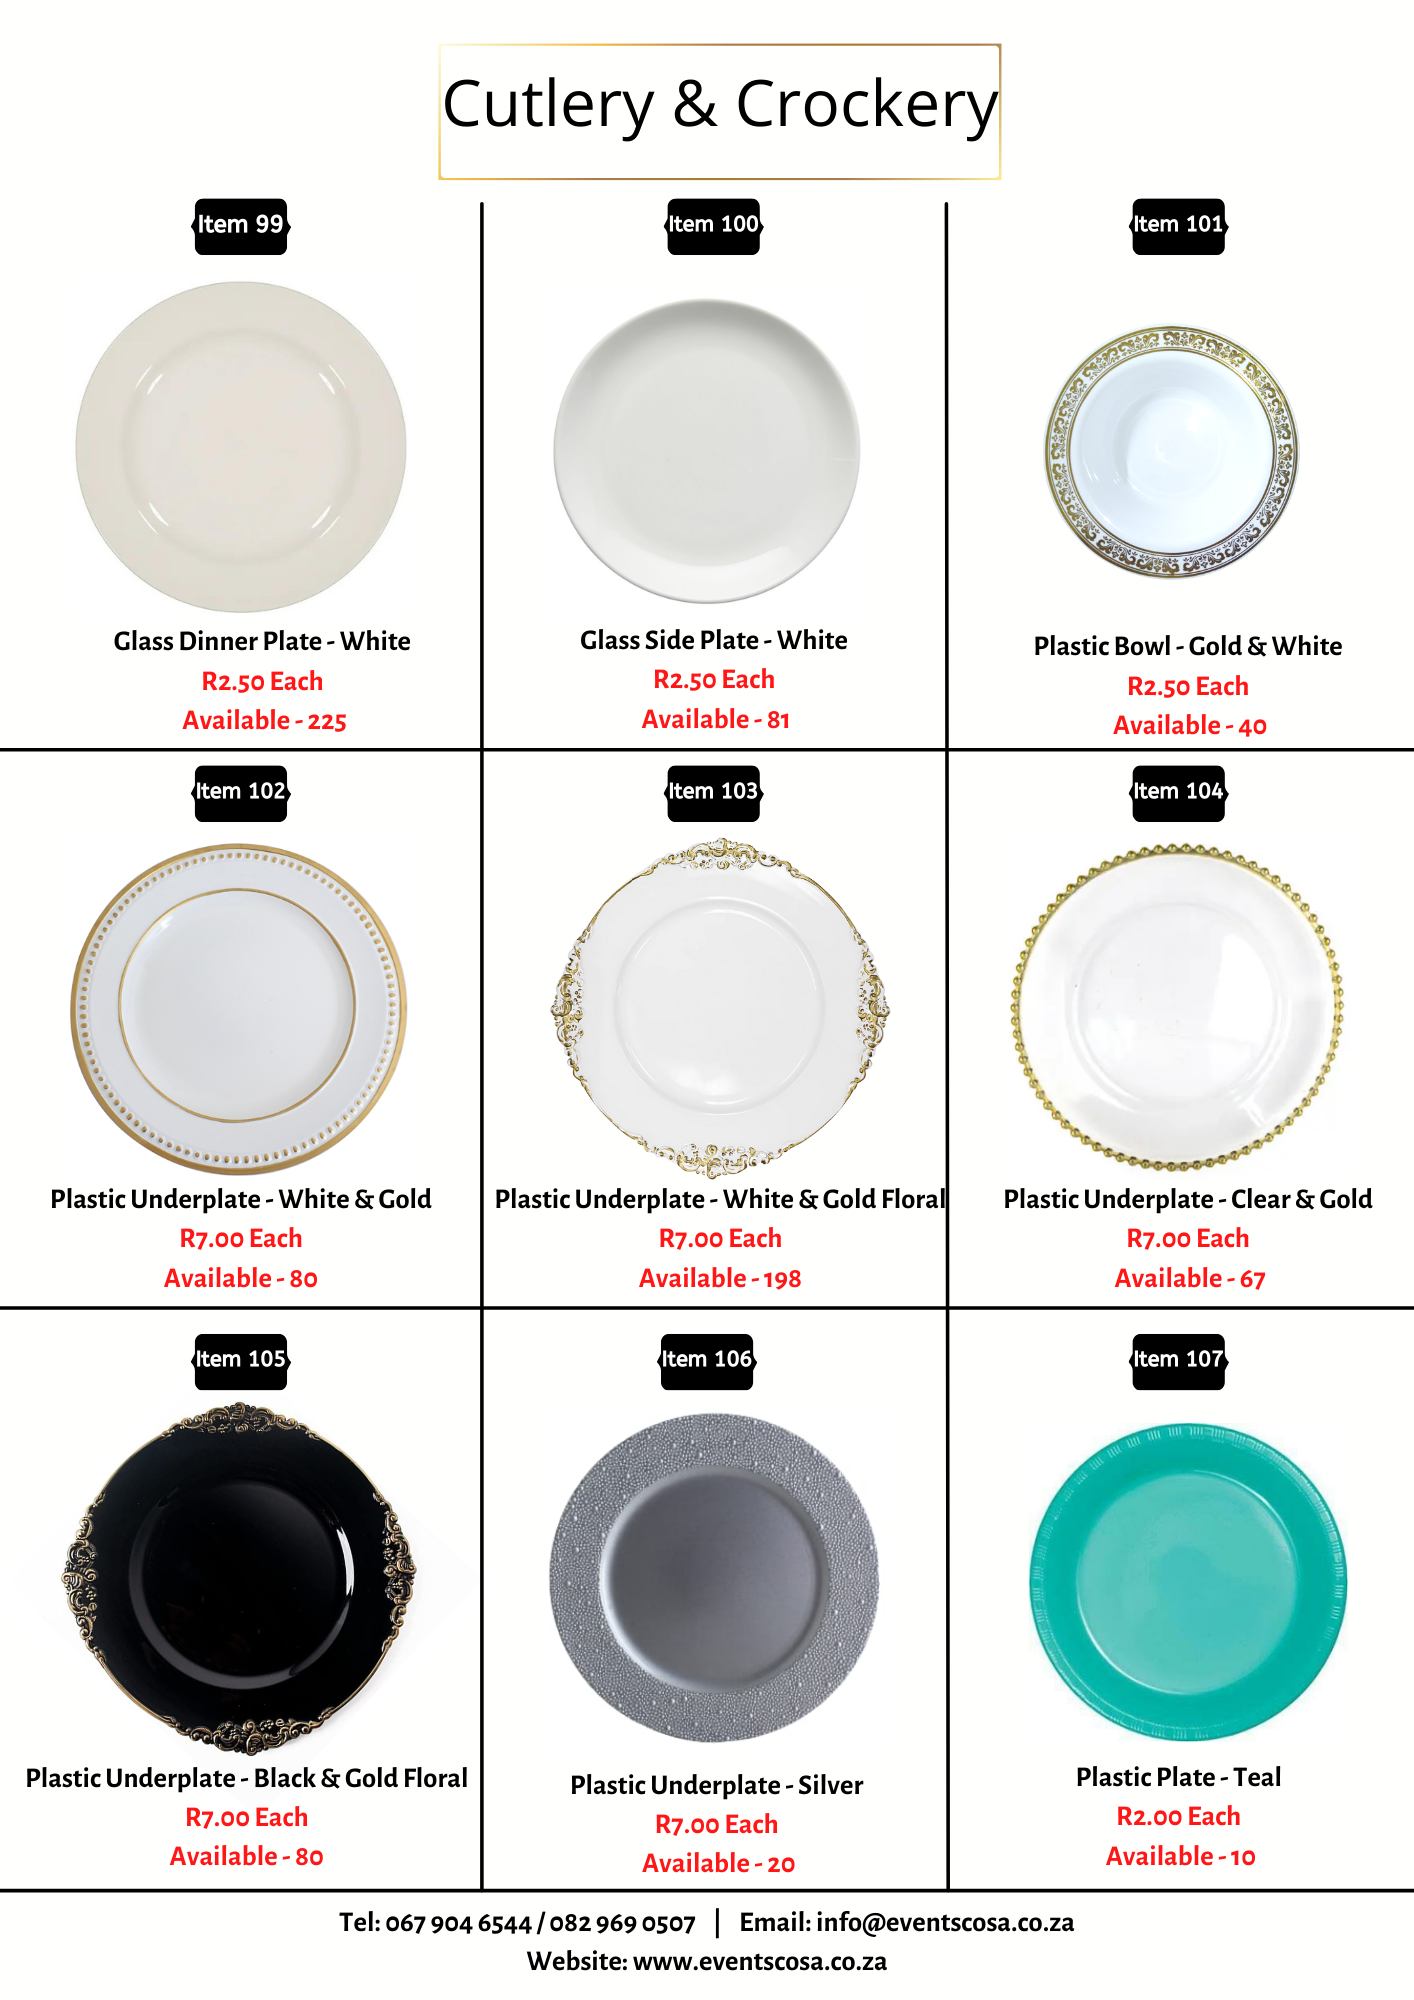 Cutlery & Crockery
Item 99
Glass Dinner Plate - White
R2.50 Each
Available - 225
Item 100
Glass Side Plate - White
R2.50 Each
Available - 81
Item 101
Plastic Bowl - Gold & White
R2.50 Each
Available - 40
Item 102
Plastic Underplate - White & Gold
R7.00 Each
Available - 80
Item 103
Plastic Underplate - White & Gold Floral
R7.00 Each
Available - 198
Item 104
Plastic Underplate - Clear & Gold
R7.00 Each
Available - 67
Item 105
Plastic Underplate - Black & Gold Floral
R7.00 Each
Available - 80
Item 106
Plastic Underplate - Silver
R7.00 Each
Available - 20
Item 107
Plastic Plate - Teal
R2.00 Each
Available - 10
Tel: 067 904 6544 / 082 969 0507 | Email: info@eventscosa.co.za
Website: www.eventscosa.co.za